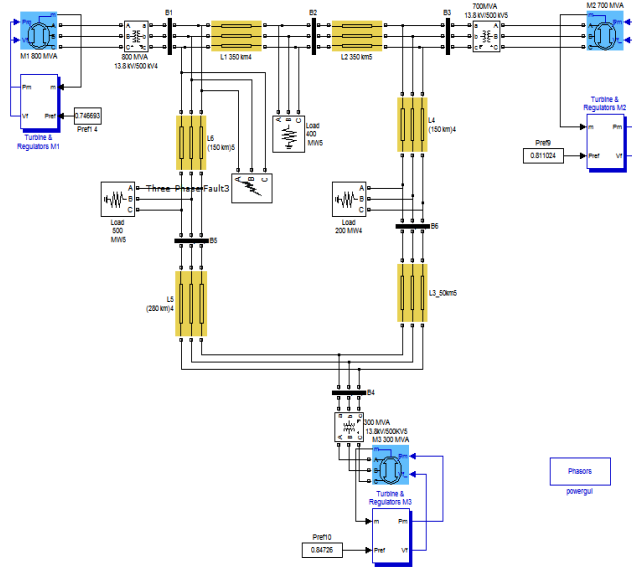 B1
B2
B3
700MVA
13.8 kV/500 kV5
M2 700 MVA
M1 800 MVA
800 MVA
13.8 kV/500 kV4
L1 350 km4
L2 350 km5
Turbine &
Regulators M1
Pm
m
Vf
Pref
0.746693
Pref1 4
L6
(150 km)5
Load
400
MW5
L4
(150 km)4
Turbine &
Regulators M2
Pref9
0.811024
m
Pm
Pref
Vf
Three PhaseFault3
A
B
C
Load
500
MW5
B5
A
B
C
Load
200 MW4
B6
L5
(280 km)4
L3_50km5
B4
300 MVA
13.8kV/500KV5
M3 300 MVA
Turbine &
Regulators M3
m
Pm
Pref
Vf
Pref10
0.84726
Phasors
powergui